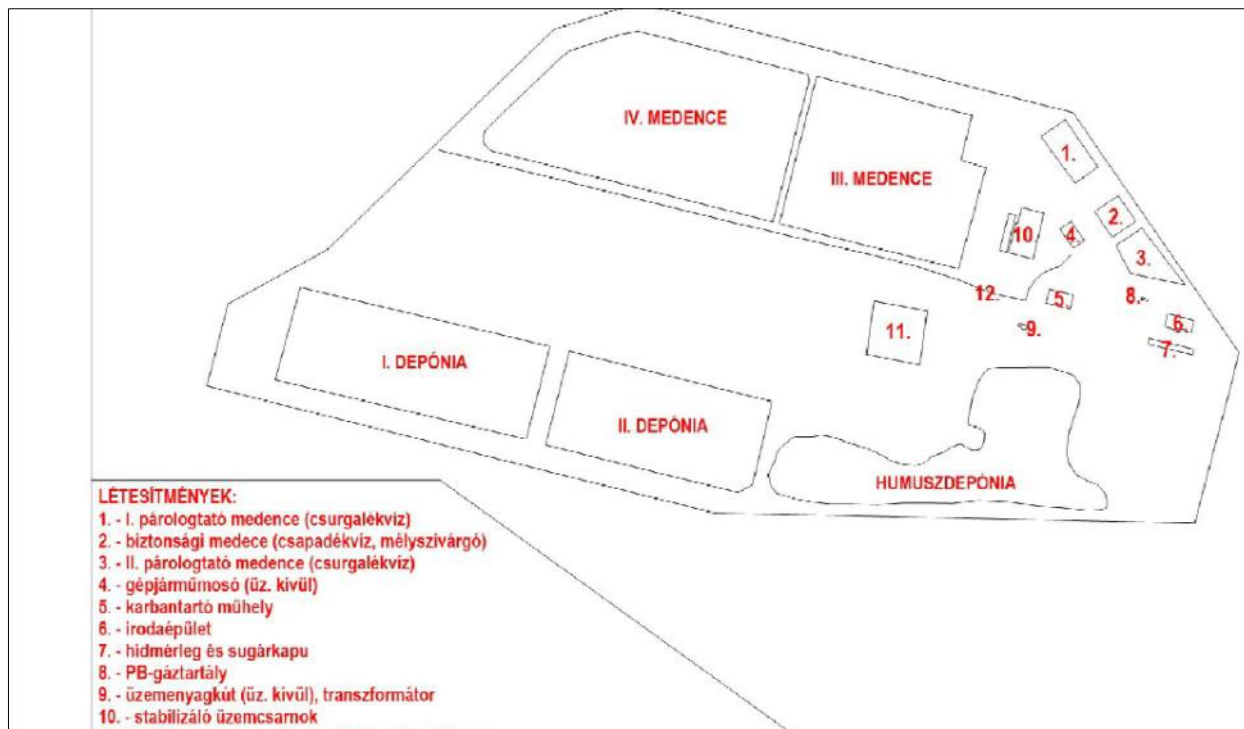 IV. MEDENCE
III. MEDENCE
1.
2.
10.
4.
3.
12.
5.
8.
11.
9.
6.
7.
I. DEPÓNIA
II. DEPÓNIA
HUMUSZDEPÓNIA
LÉTESÍTMÉNYEK:
1. - I. párologtató medence (csurgalékvíz)
2. - biztonsági medece (csapadékvíz, mélyszivárgó)
3. - II. párologtató medence (csurgalékvíz)
4. - gépjárműmosó (üz. kívül)
5. - karbantartó műhely
6. - irodaépület
7. - hídmérleg és sugárkapu
8. - PB-gáztartály
9. - üzemenyagkút (üz. kívül), transzformátor
10. - stabilizáló üzemcsarnok